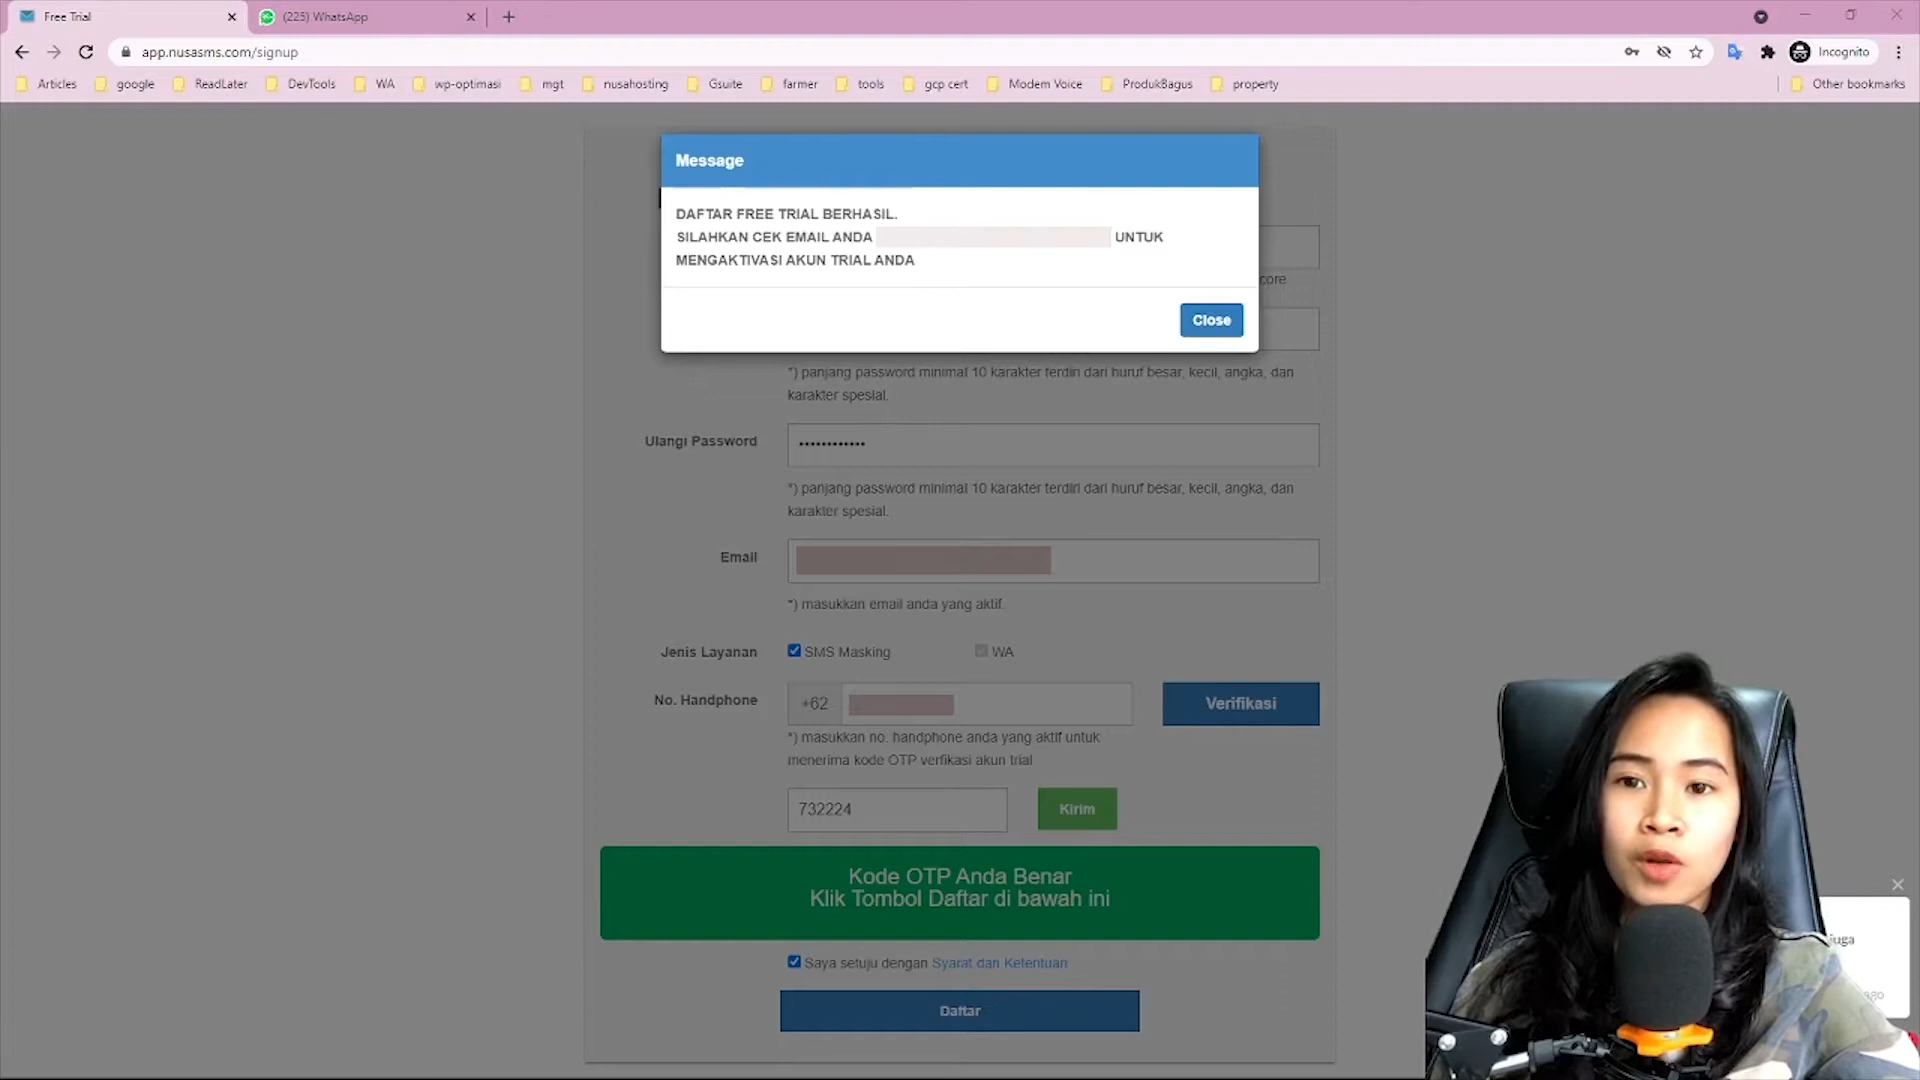 Free Trial
(225) WhatsApp
app.nusasms.com/signup
Incognito
Articles
google
ReadLater
DevTools
WA
wp-optimasi
mgt
nusahosting
Gsuite
farmer
tools
gcp cert
Modem Voice
ProdukBagus
property
Other bookmarks
Message
DAFTAR FREE TRIAL BERHASIL.
SILAHKAN CEK EMAIL ANDA UNTUK
MENGAKTIVASI AKUN TRIAL ANDA
Close
core
*) panjang password minimal 10 karakter terdiri dari huruf besar, kecil, angka, dan
karakter spesial.
Ulangi Password
••••••••••••
*) panjang password minimal 10 karakter terdiri dari huruf besar, kecil, angka, dan
karakter spesial.
Email
*) masukkan email anda yang aktif.
Jenis Layanan
SMS Masking
WA
No. Handphone
+62
Verifikasi
*) masukkan no. handphone anda yang aktif untuk
menerima kode OTP verfikasi akun trial
732224
Kirim
Kode OTP Anda Benar
Klik Tombol Daftar di bawah ini
juga
ago
Saya setuju dengan Syarat dan Ketentuan
Daftar